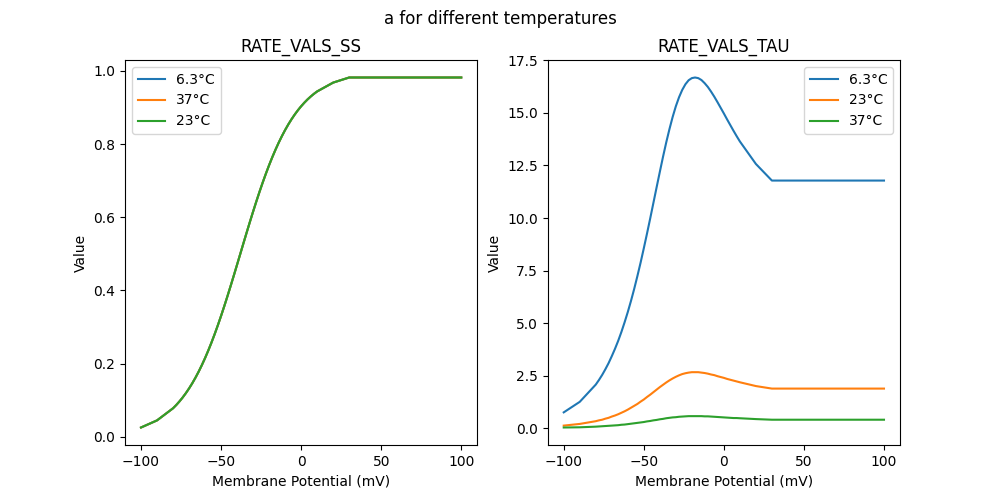 a for different temperatures
RATE_VALS_SS
1.0
0.8
0.6
0.4
0.2
0.0
Value
6.3°C
37°C
23°C
−100
−50
0
50
100
Membrane Potential (mV)
RATE_VALS_TAU
17.5
15.0
12.5
10.0
7.5
5.0
2.5
0.0
Value
6.3°C
23°C
37°C
−100
−50
0
50
100
Membrane Potential (mV)